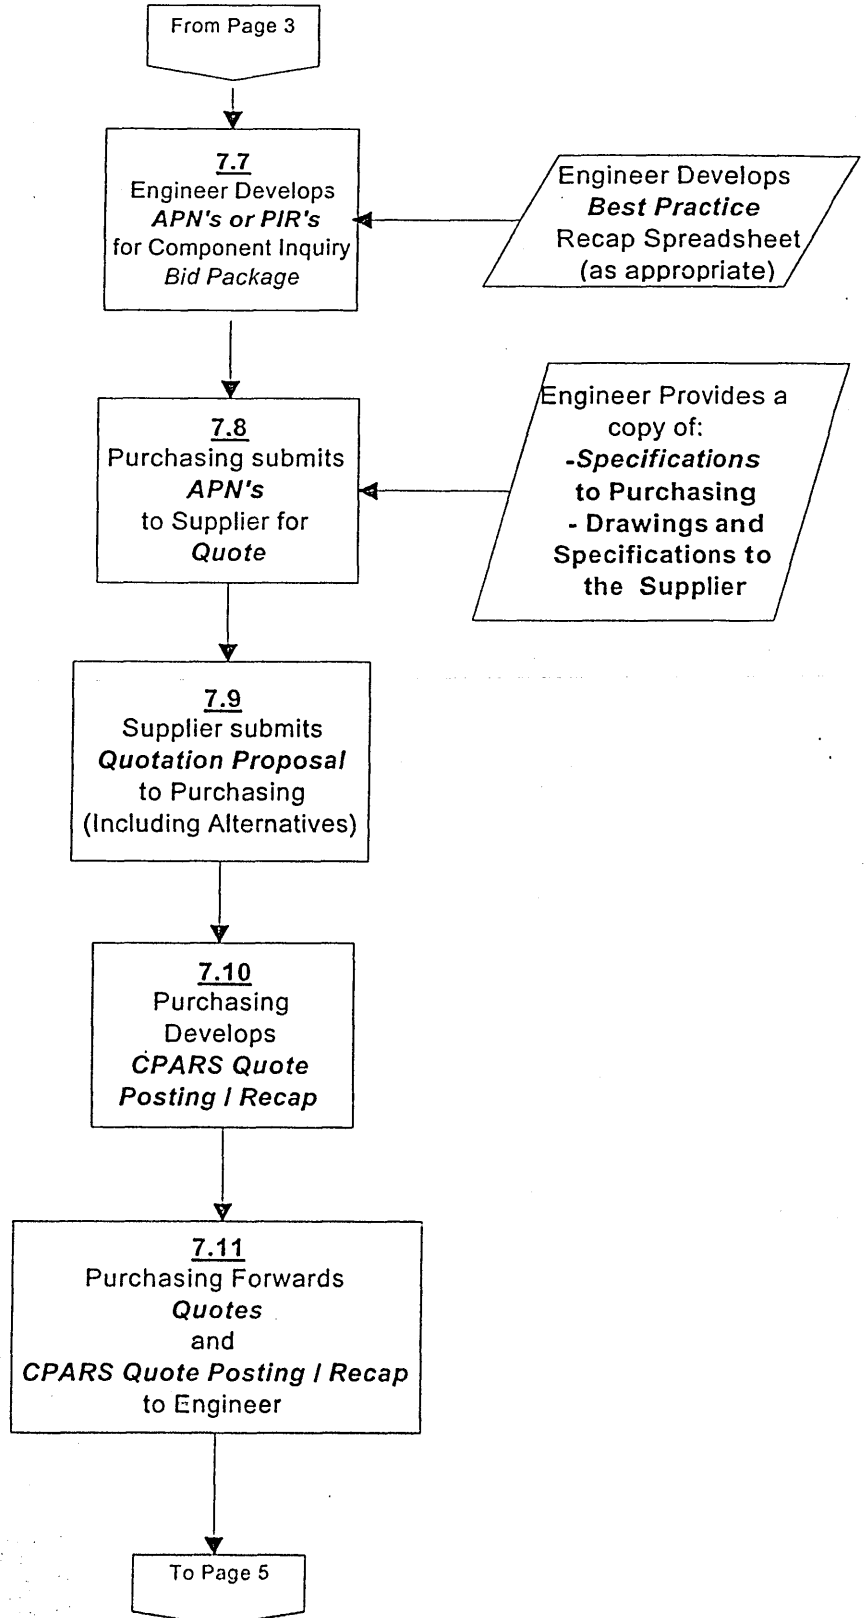 From Page 3
7.7
Engineer Develops
APN's or PIR's
for Component Inquiry
Bid Package
Engineer Develops
Best Practice
Recap Spreadsheet
(as appropriate)
7.8
Purchasing submits
APN's
to Supplier for
Quote
Engineer Provides a
copy of:
-Specifications
to Purchasing
- Drawings and
Specifications to
the Supplier
7.9
Supplier submits
Quotation Proposal
to Purchasing
(Including Alternatives)
7.10
Purchasing
Develops
CPARS Quote
Posting / Recap
7.11
Purchasing Forwards
Quotes
and
CPARS Quote Posting / Recap
to Engineer
To Page 5